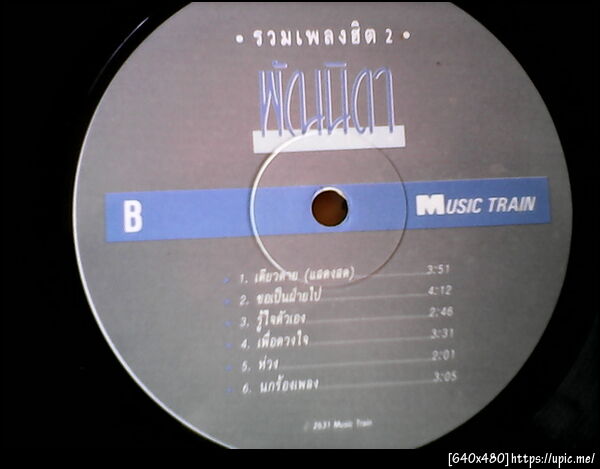 • รวมเพลงฮิต 2 •
พัณนิดา
B
MUSIC TRAIN
1. เดียวดาย (แสดงสด) 3:51
2. ขอเป็นฝ่ายไป 4:12
3. รู้ใจตัวเอง 2:46
4. เพื่อดวงใจ 3:31
5. ห่วง 2:01
6. นกร้องเพลง 3:05
2531 Music Train
[640x480]https://upic.me/